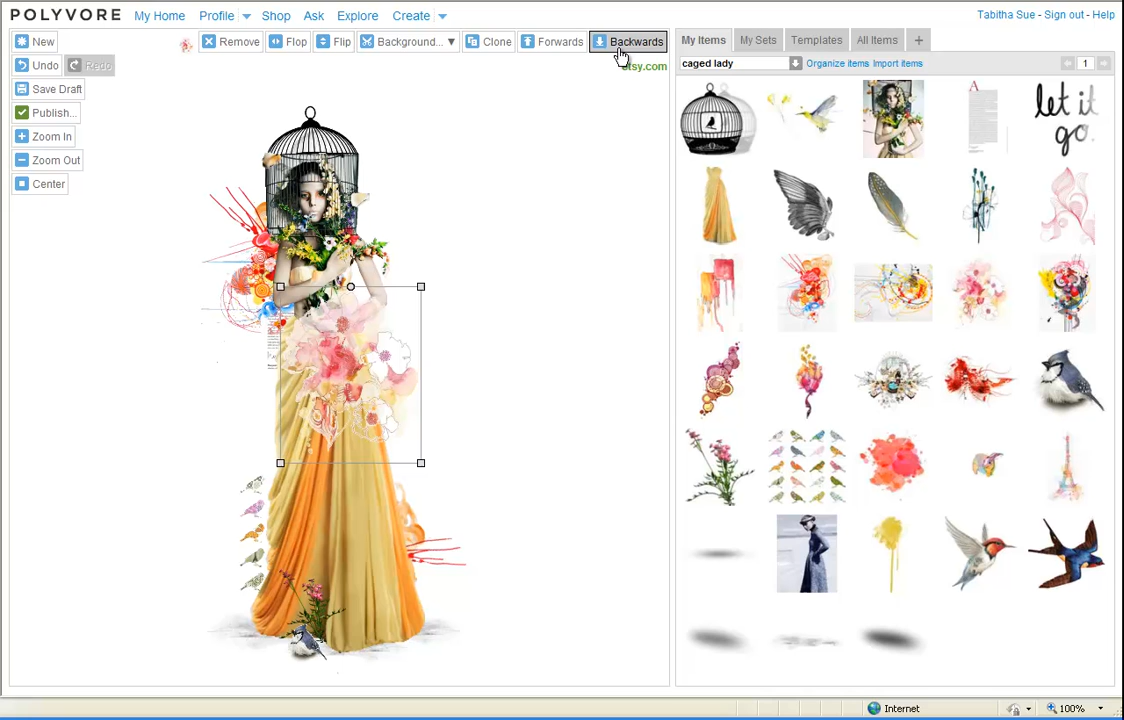 POLYVORE My Home Profile Shop Ask Explore Create Tabitha Sue - Sign out - Help
New Remove Flop Flip Background... Clone Forwards Backwards My Items My Sets Templates All Items +
Undo Redo caged lady Organize items Import items 1
etsy.com
Save Draft
Publish...
Zoom In
Zoom Out
Center
let it
go.
A
Internet 100%